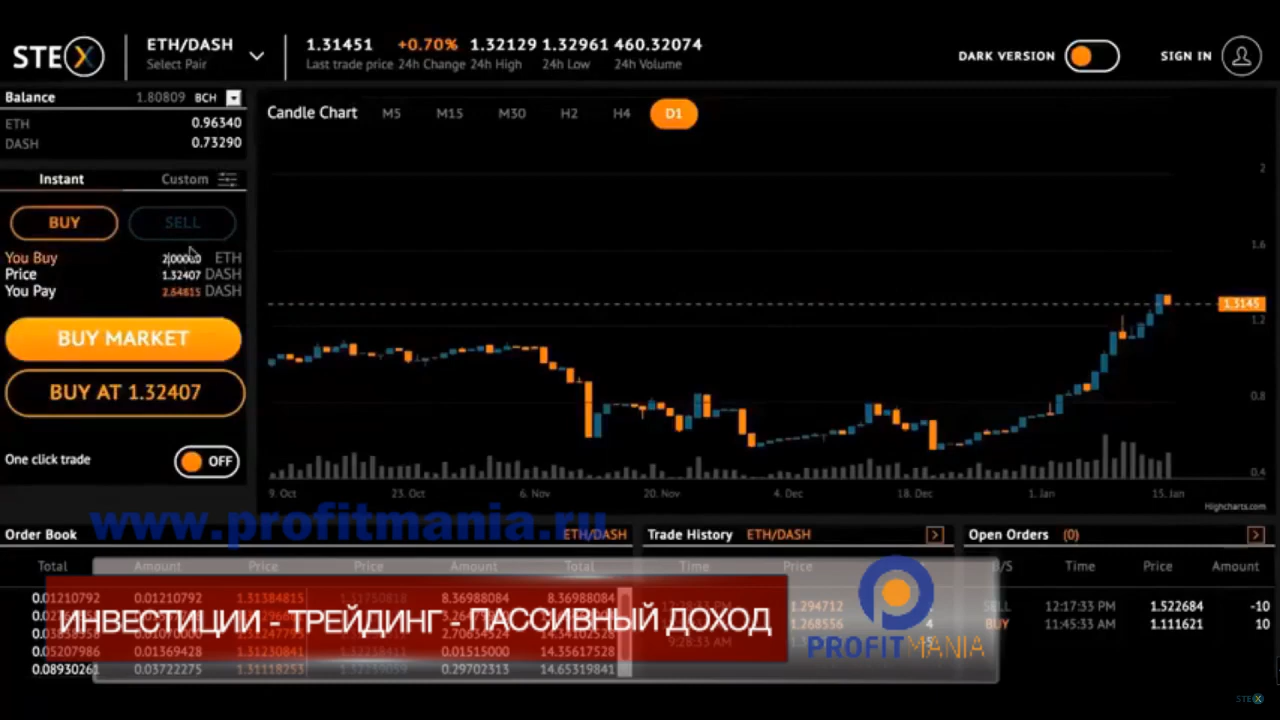 STEX
ETH/DASH
Select Pair
1.31451 +0.70% 1.32129 1.32961 460.32074
Last trade price 24h Change 24h High 24h Low 24h Volume
DARK VERSION
SIGN IN
Balance 1.80809 BCH
ETH 0.96340
DASH 0.73290
Instant Custom
BUY SELL
You Buy ETH
Price 1.32407 DASH
You Pay 2.64815 DASH
BUY MARKET
BUY AT 1.32407
One click trade OFF
Candle Chart M5 M15 M30 H2 H4 D1
2
1.6
1.3145
1.2
0.8
0.4
9. Oct 23. Oct 6. Nov 20. Nov 4. Dec 18. Dec 1. Jan 15. Jan
Highcharts.com
www.profitmania.ru
Order Book ETH/DASH
Total Amount Price Price Amount Total
0.01210792 0.01210792 1.31384815 8.36988084 8.36988084
0.05207986 0.01369428 1.31230841 0.01515000 14.35617528
0.08930261 0.03722275 1.31118253 0.29702313 14.65319841
Trade History ETH/DASH
Time Price
1.294712
1.268556 4
9:28:33 AM
Open Orders (0)
B/S Time Price Amount
SELL 12:17:33 PM 1.522684 -10
BUY 11:45:33 AM 1.111621 10
ИНВЕСТИЦИИ - ТРЕЙДИНГ - ПАССИВНЫЙ ДОХОД
PROFITMANIA
STEX